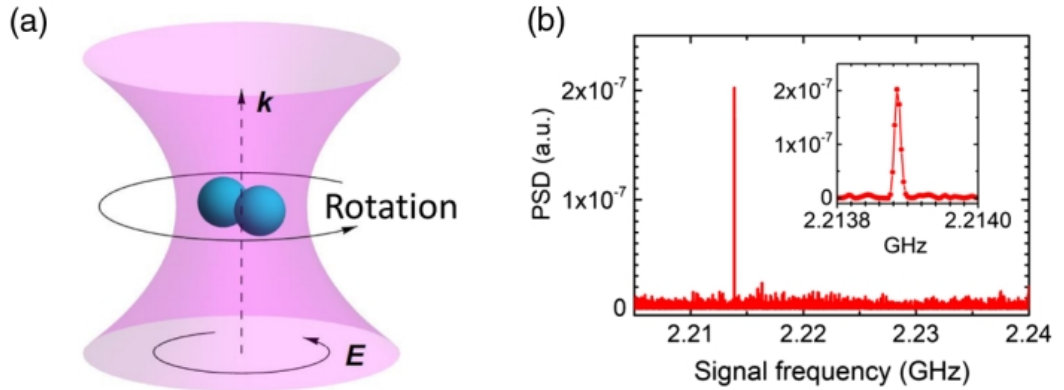 (a)
k
Rotation
E
(b)
PSD (a.u.)
2x10⁻⁷
1x10⁻⁷
0
2.21 2.22 2.23 2.24
Signal frequency (GHz)
2x10⁻⁷
1x10⁻⁷
0
2.2138 2.2140
GHz